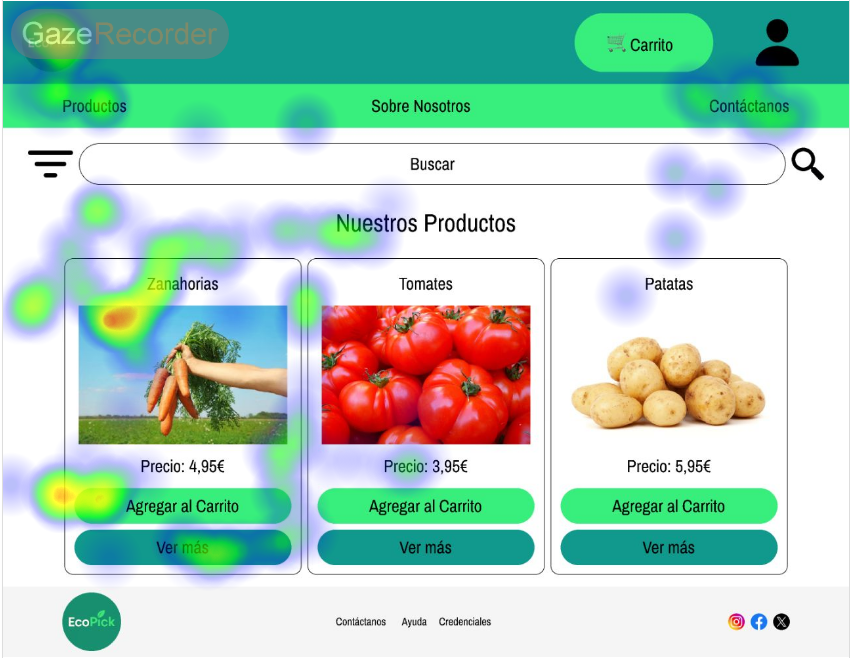 GazeRecorder
Carrito
Productos Sobre Nosotros Contáctanos
Buscar
Nuestros Productos
Zanahorias Tomates Patatas
Precio: 4,95€ Precio: 3,95€ Precio: 5,95€
Agregar al Carrito Agregar al Carrito Agregar al Carrito
Ver más Ver más Ver más
EcoPick Contáctanos Ayuda Credenciales